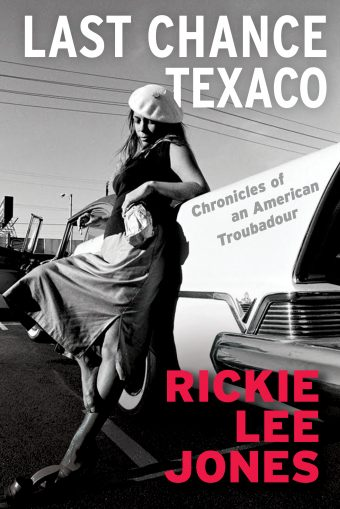 LAST CHANCE
TEXACO
Chronicles of
an American
Troubadour
RICKIE
LEE
JONES